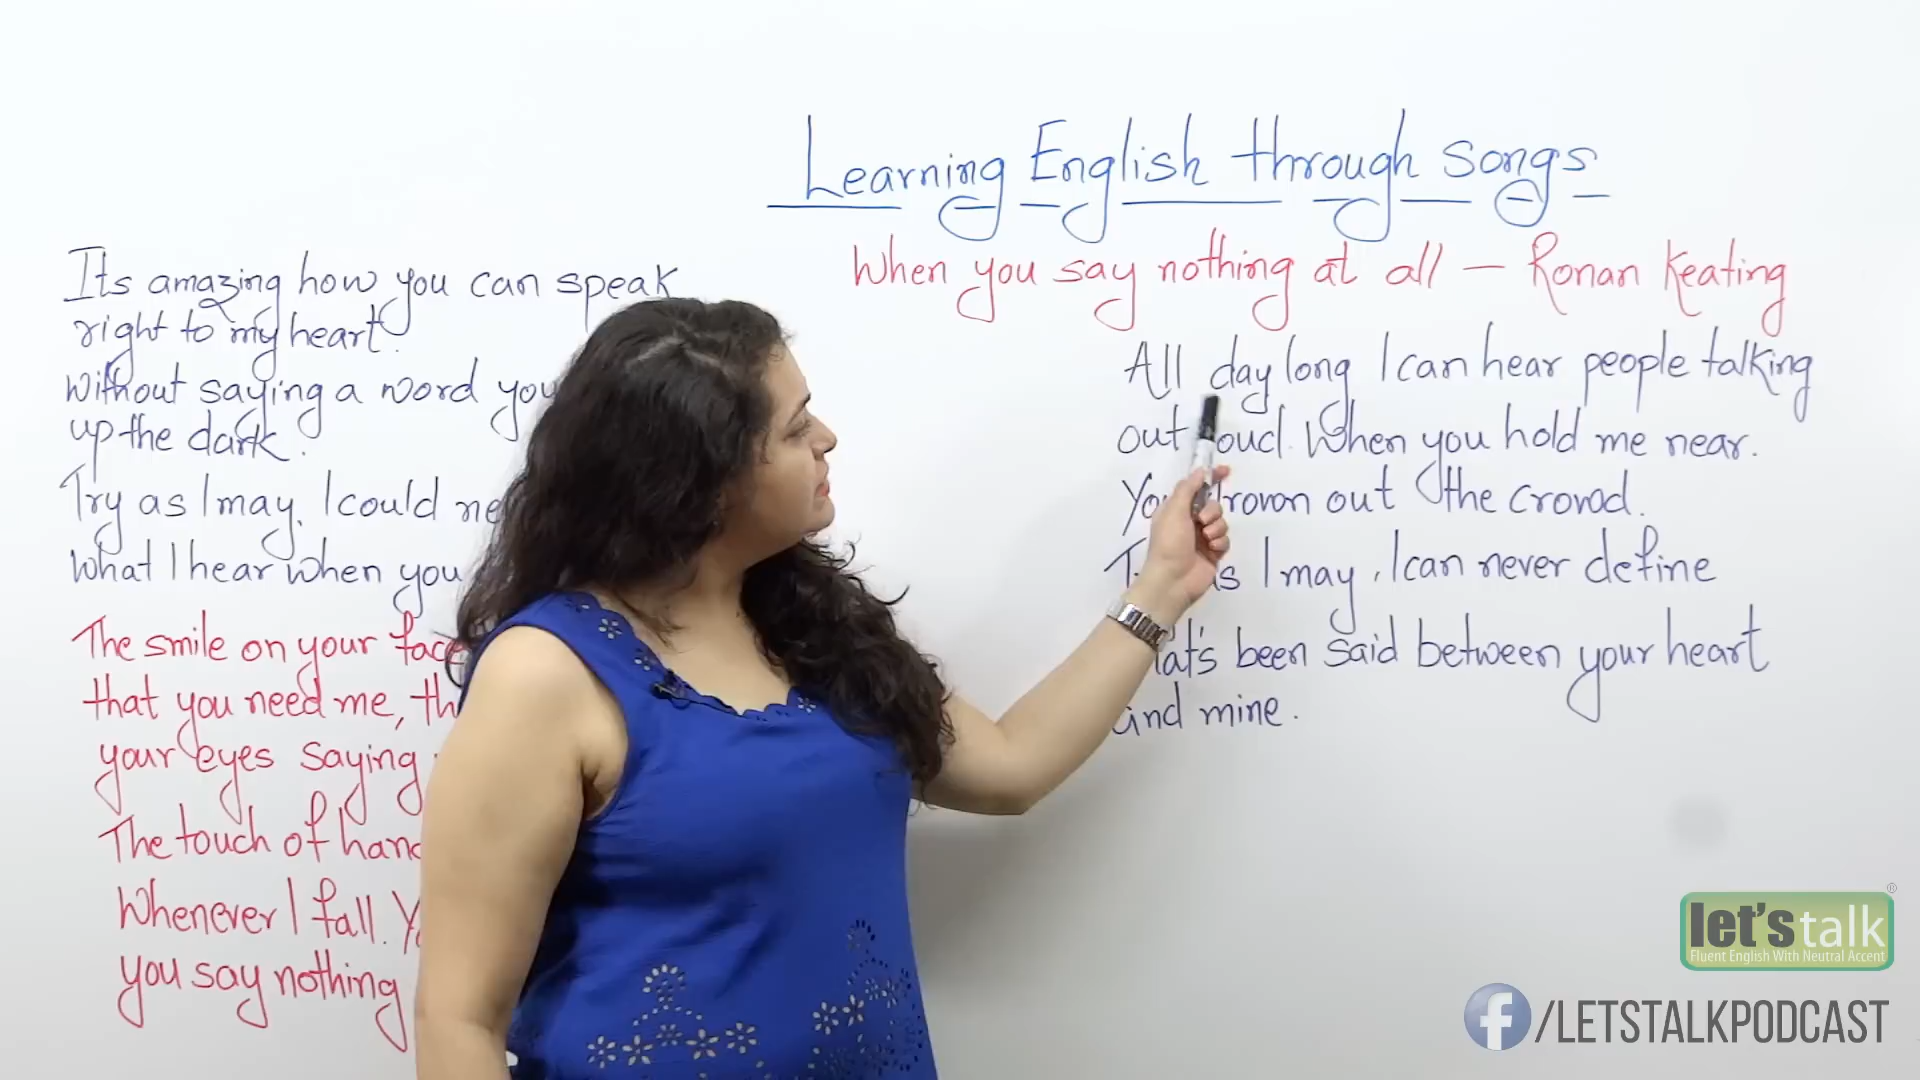 Learning English through songs
When you say nothing at all – Ronan Keating
Its amazing how you can speak
right to my heart.
Without saying a word you
up the dark.
Try as I may, I could
What I hear when you
The smile on your face
that you need me,
your eyes saying
The touch of
Whenever I fall.
you say nothing
All day long I can hear people talking
out When you hold me near.
out the crowd.
I may, I can never define
been said between your heart
and mine.
let's talk
Fluent English With Neutral Accent
/LETSTALKPODCAST